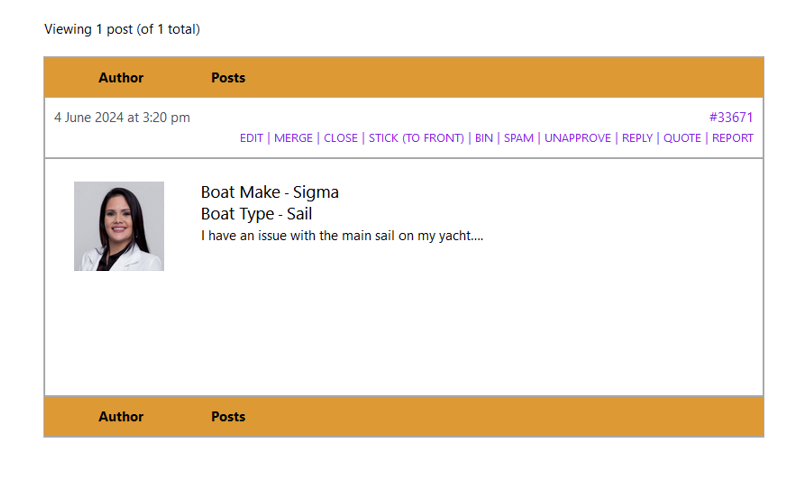 Viewing 1 post (of 1 total)
Author Posts
4 June 2024 at 3:20 pm #33671
EDIT | MERGE | CLOSE | STICK (TO FRONT) | BIN | SPAM | UNAPPROVE | REPLY | QUOTE | REPORT
Boat Make - Sigma
Boat Type - Sail
I have an issue with the main sail on my yacht....
Author Posts